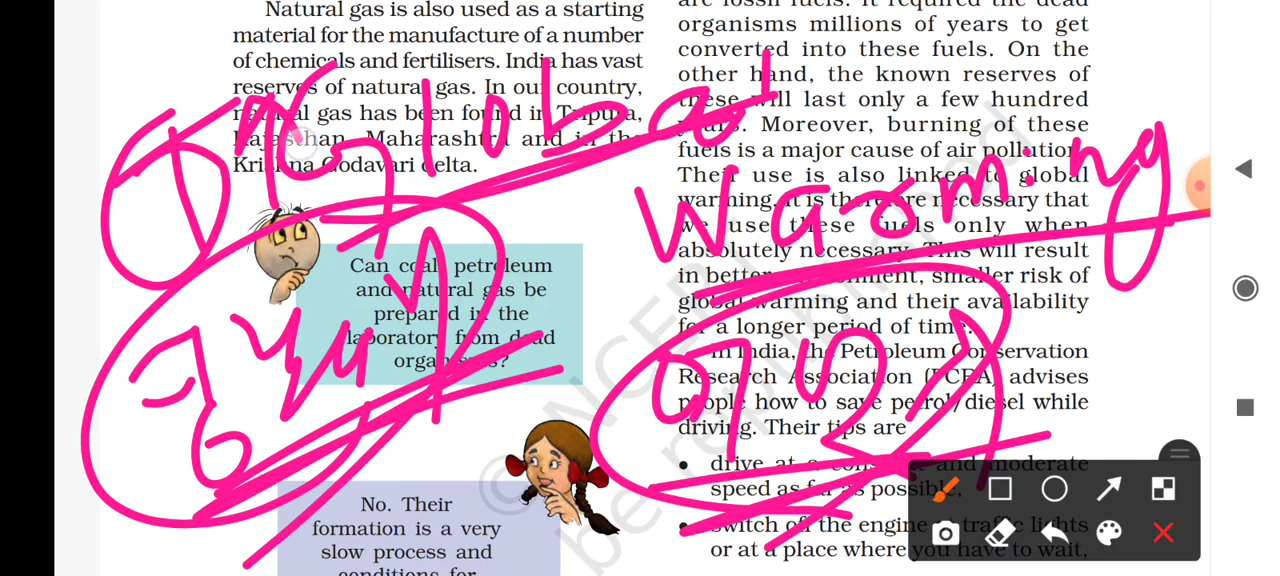 Natural gas is also used as a starting
material for the manufacture of a number
of chemicals and fertilisers. India has vast
reserves of natural gas. In our country,
natural gas has been found in Tripura,
Rajasthan, Maharashtra and in the
Krishna Godavari delta.
Can coal, petroleum
and natural gas be
prepared in the
laboratory from dead
organisms?
No. Their
formation is a very
slow process and
conditions for
are fossil fuels. It required the dead
organisms millions of years to get
converted into these fuels. On the
other hand, the known reserves of
these will last only a few hundred
years. Moreover, burning of these
fuels is a major cause of air pollution.
Their use is also linked to global
warming. It is therefore necessary that
we use these fuels only when
absolutely necessary. This will result
in better environment, smaller risk of
global warming and their availability
for a longer period of time.
In India, the Petroleum Conservation
Research Association (PCRA) advises
people how to save petrol/diesel while
driving. Their tips are
● drive at a constant and moderate
speed as far as possible,
● switch off the engine at traffic lights
or at a place where you have to wait,
Global
Warming
© NCERT
be republished